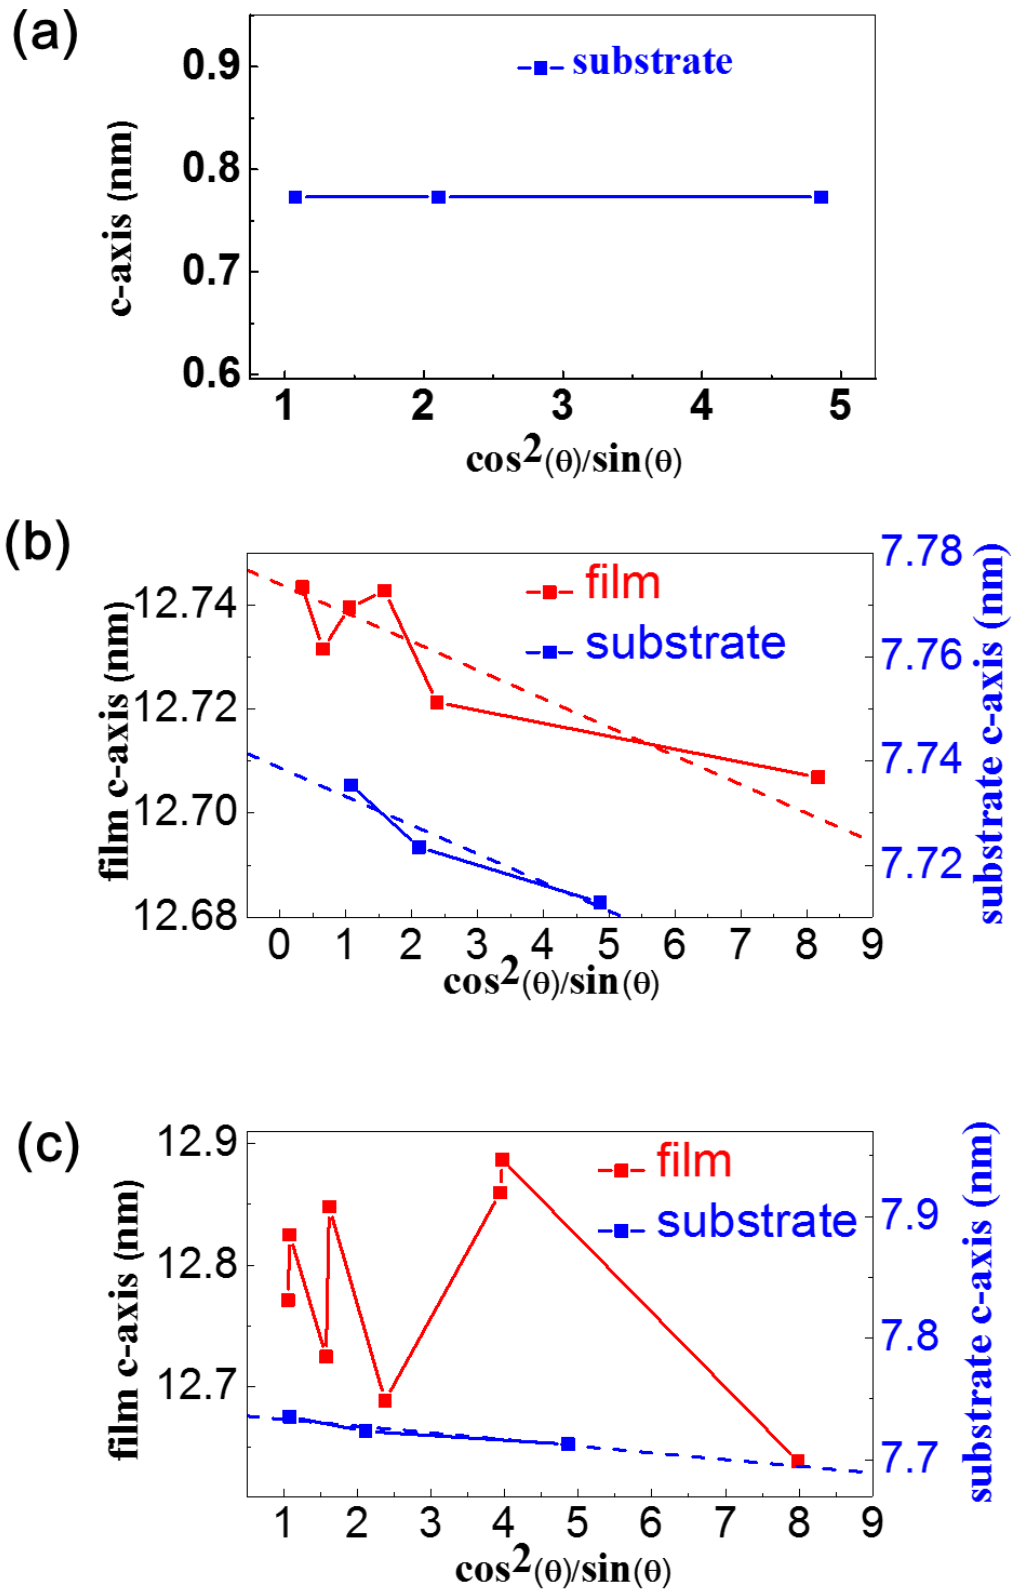 (a)
substrate
0.9
0.8
0.7
0.6
c-axis (nm)
1 2 3 4 5
cos²(θ)/sin(θ)
(b)
film
substrate
12.74
12.72
12.70
12.68
film c-axis (nm)
7.78
7.76
7.74
7.72
substrate c-axis (nm)
0 1 2 3 4 5 6 7 8 9
cos²(θ)/sin(θ)
(c)
film
substrate
12.9
12.8
12.7
film c-axis (nm)
7.9
7.8
7.7
substrate c-axis (nm)
1 2 3 4 5 6 7 8 9
cos²(θ)/sin(θ)